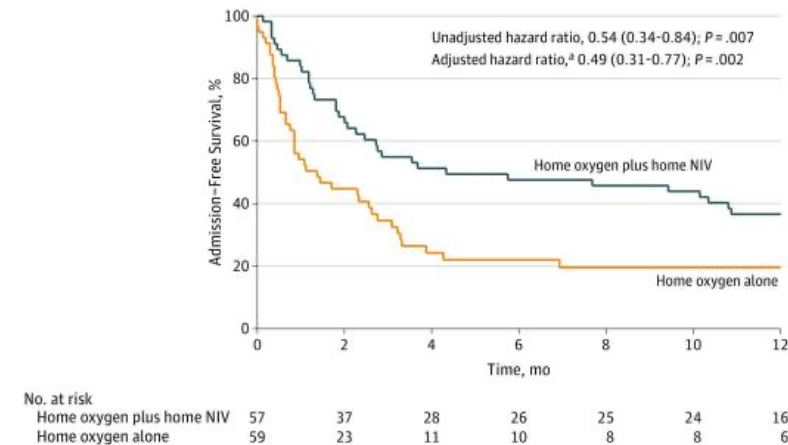 100
80
60
40
20
0
Admission–Free Survival, %
Unadjusted hazard ratio, 0.54 (0.34-0.84); P = .007
Adjusted hazard ratio,ª 0.49 (0.31-0.77); P = .002
Home oxygen plus home NIV
Home oxygen alone
0 2 4 6 8 10 12
Time, mo
No. at risk
Home oxygen plus home NIV 57 37 28 26 25 24 16
Home oxygen alone 59 23 11 10 8 8 6